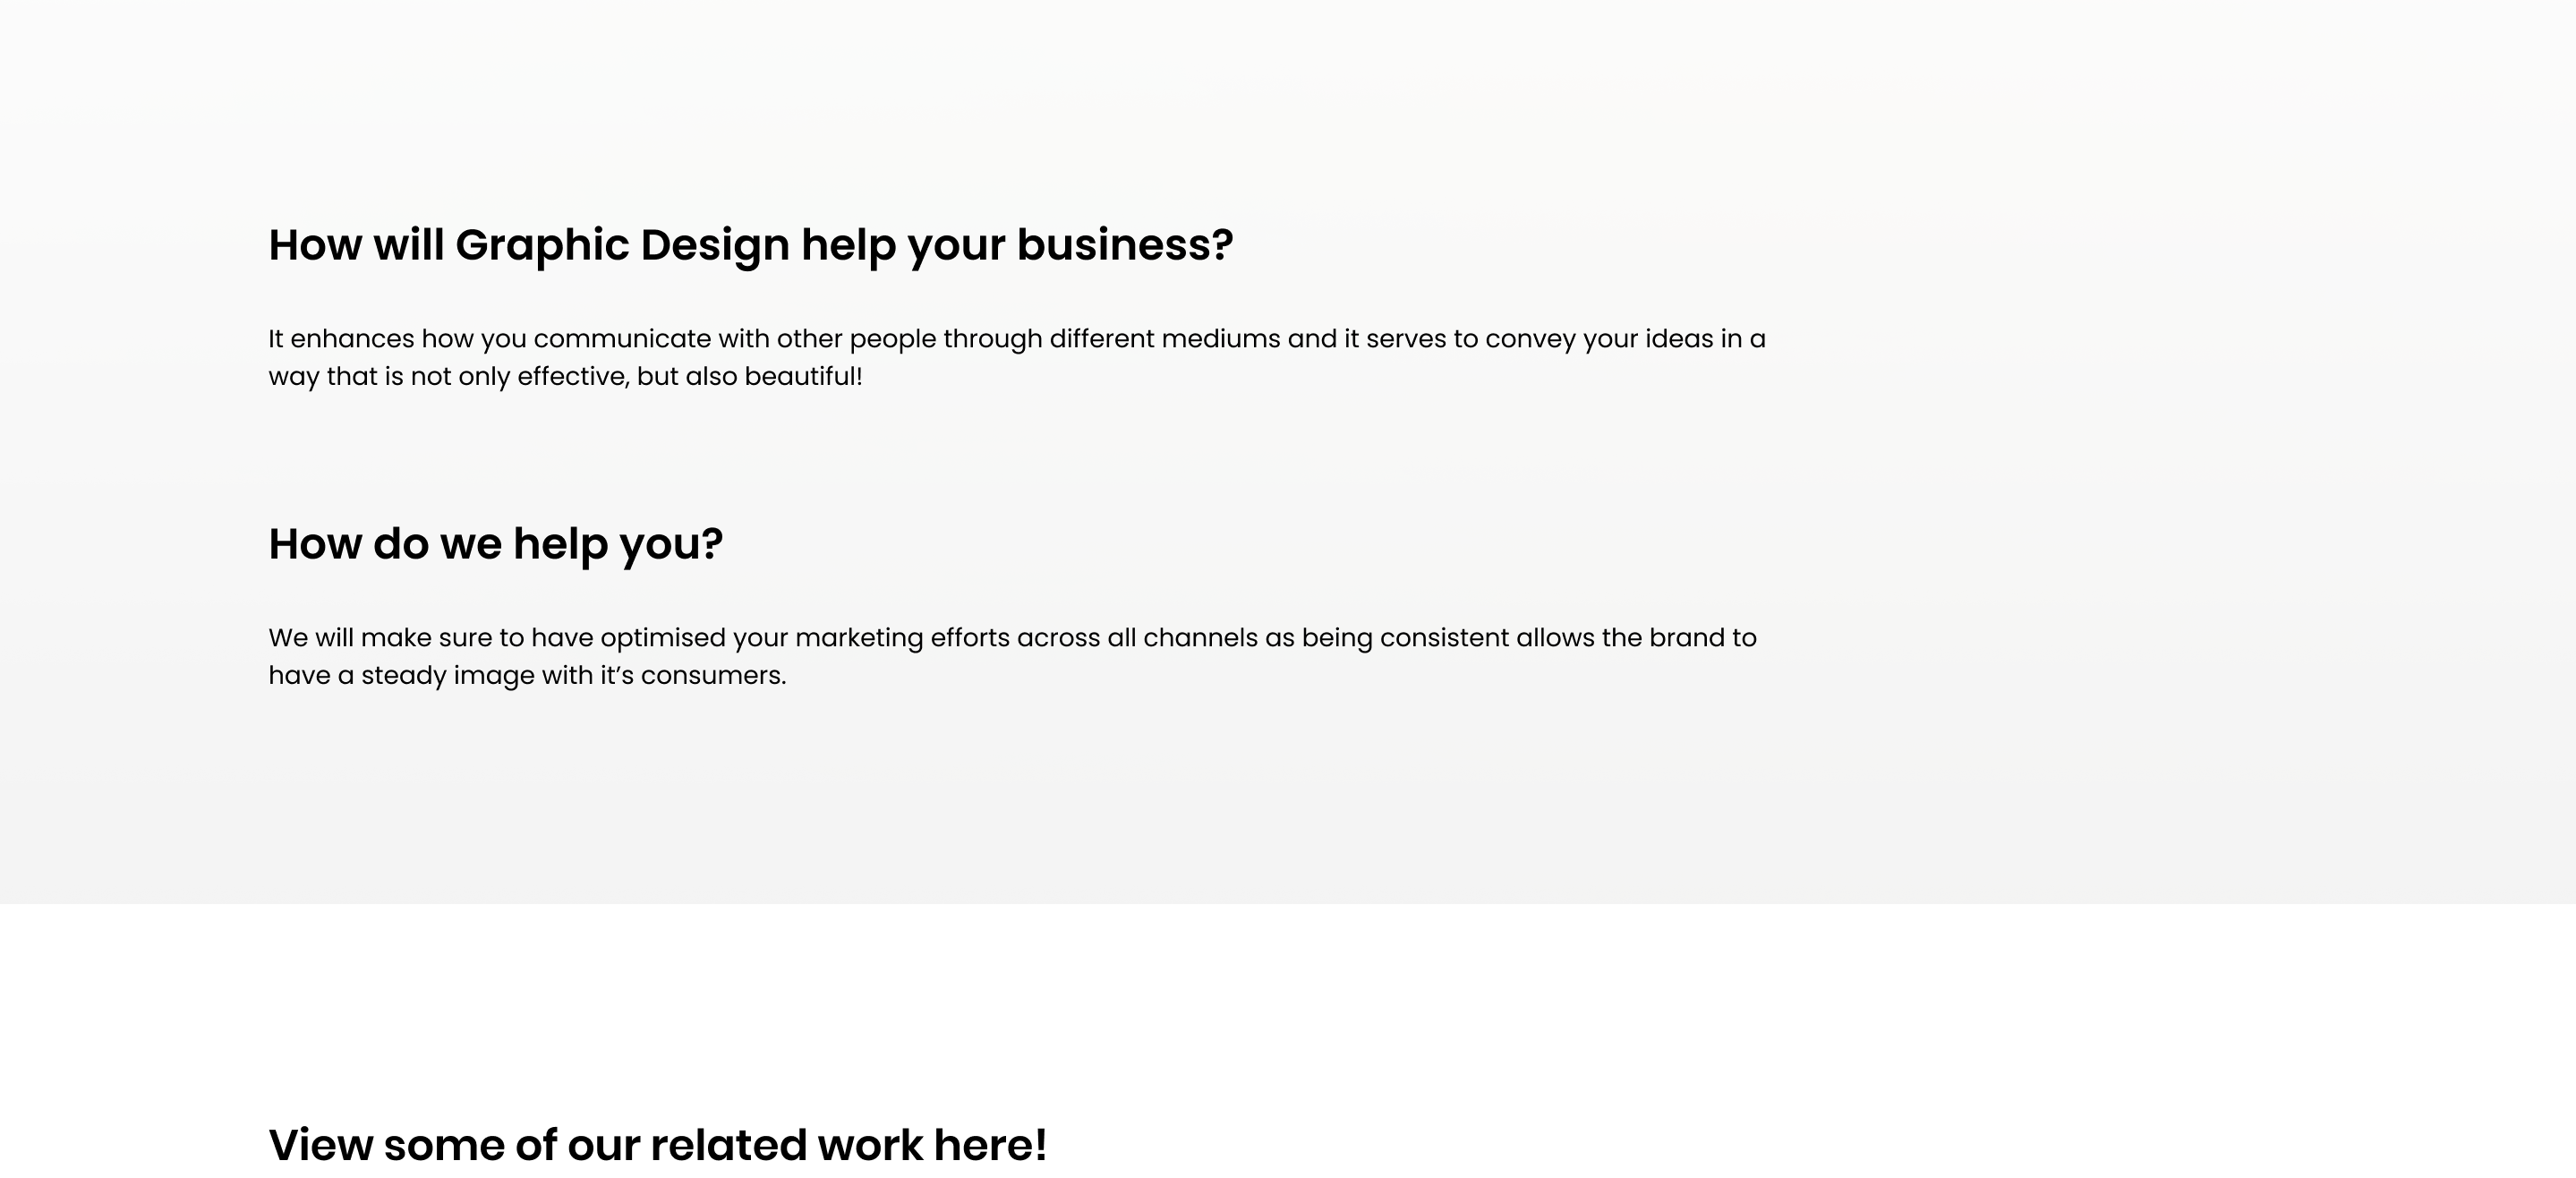 How will Graphic Design help your business?
It enhances how you communicate with other people through different mediums and it serves to convey your ideas in a
way that is not only effective, but also beautiful!
How do we help you?
We will make sure to have optimised your marketing efforts across all channels as being consistent allows the brand to
have a steady image with it’s consumers.
View some of our related work here!